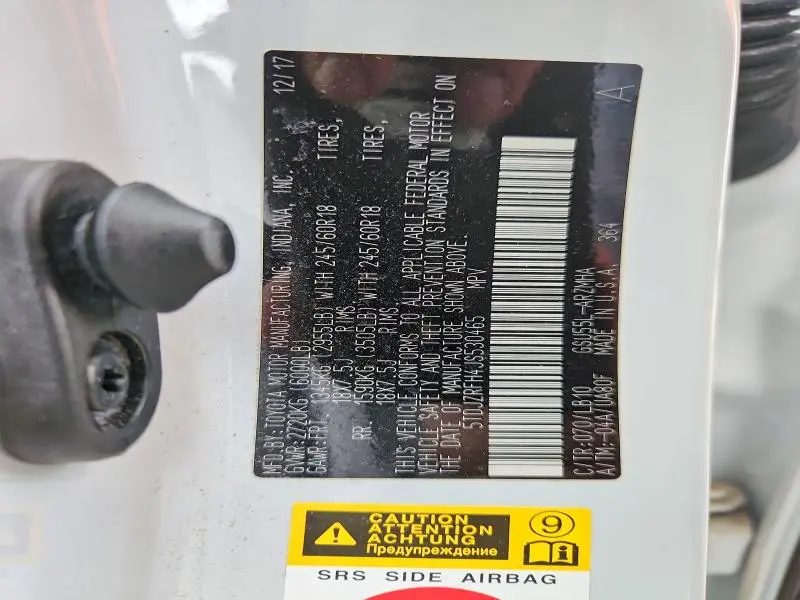 MFD.BY:TOYOTA MOTOR MANUFACTURING, INDIANA, INC. 12/17
GVWR:2720KG (6000LB)
GAWR:FRT 1345KG (2955LB) WITH 245/60R18 TIRES,
18X7.5J RIMS
RR 1590KG (3505LB) WITH 245/60R18 TIRES,
18X7.5J RIMS
THIS VEHICLE CONFORMS TO ALL APPLICABLE FEDERAL MOTOR
VEHICLE SAFETY AND THEFT PREVENTION STANDARDS IN EFFECT ON
THE DATE OF MANUFACTURE SHOWN ABOVE.
5TDJZRFH4JS530465 MPV
C/TR:070/LB10 GSU55L-ARZMHA
A/TM:-04A/UA80F MADE IN U.S.A. 364 A
CAUTION
ATTENTION
ACHTUNG
Предупреждение
9
i
SRS SIDE AIRBAG